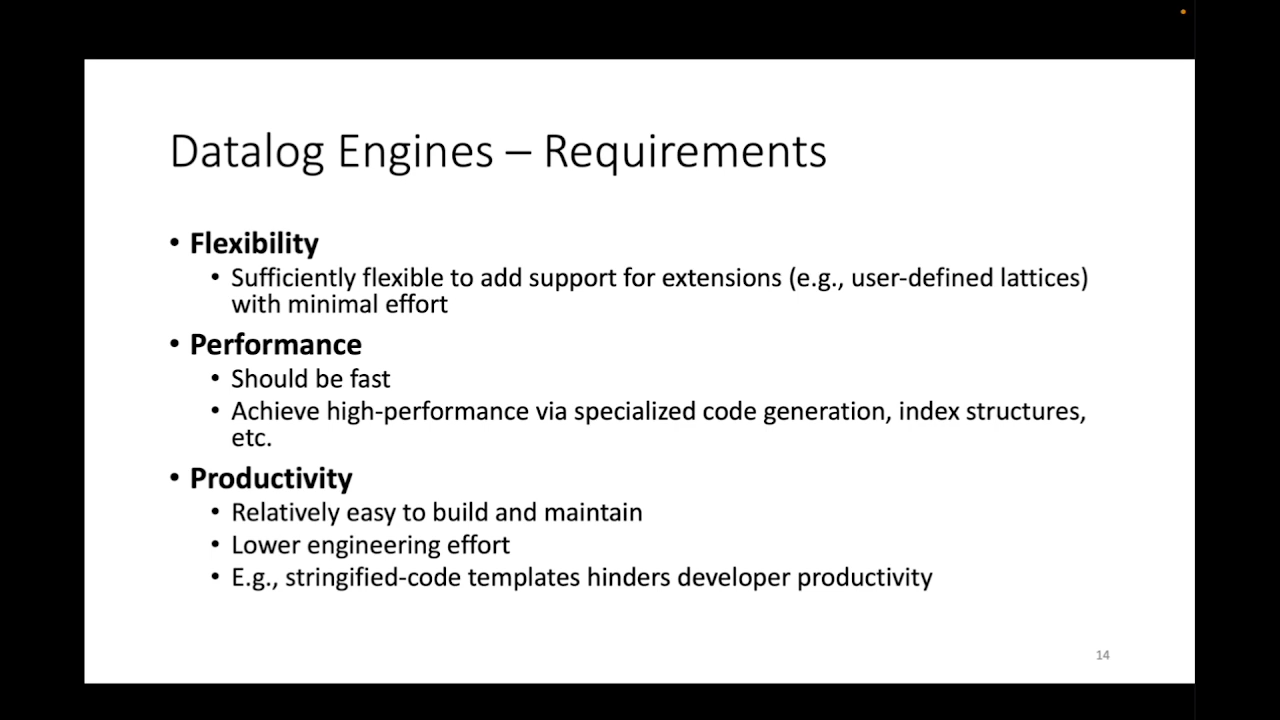 Datalog Engines – Requirements
• Flexibility
• Sufficiently flexible to add support for extensions (e.g., user-defined lattices)
with minimal effort
• Performance
• Should be fast
• Achieve high-performance via specialized code generation, index structures,
etc.
• Productivity
• Relatively easy to build and maintain
• Lower engineering effort
• E.g., stringified-code templates hinders developer productivity
14